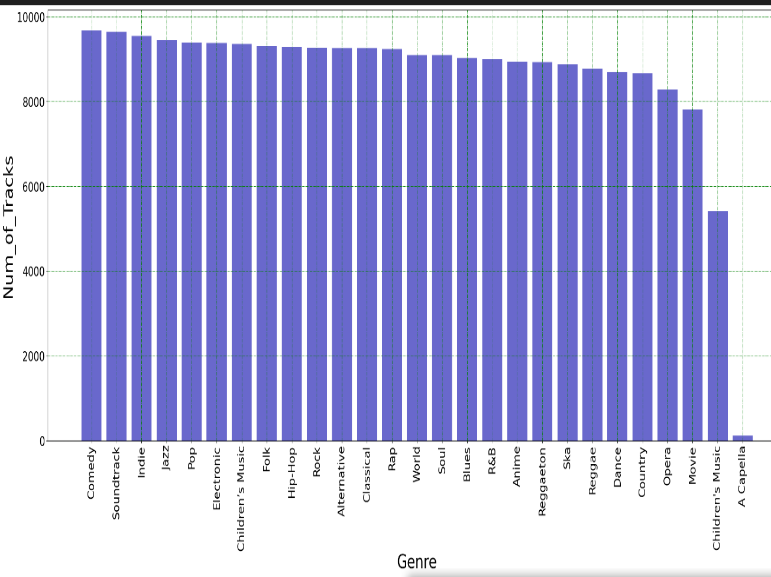 10000
8000
6000
4000
2000
0
Num_of_Tracks
Comedy
Soundtrack
Indie
Jazz
Pop
Electronic
Children's Music
Folk
Hip-Hop
Rock
Alternative
Classical
Rap
World
Soul
Blues
R&B
Anime
Reggaeton
Ska
Reggae
Dance
Country
Opera
Movie
Children’s Music
A Capella
Genre